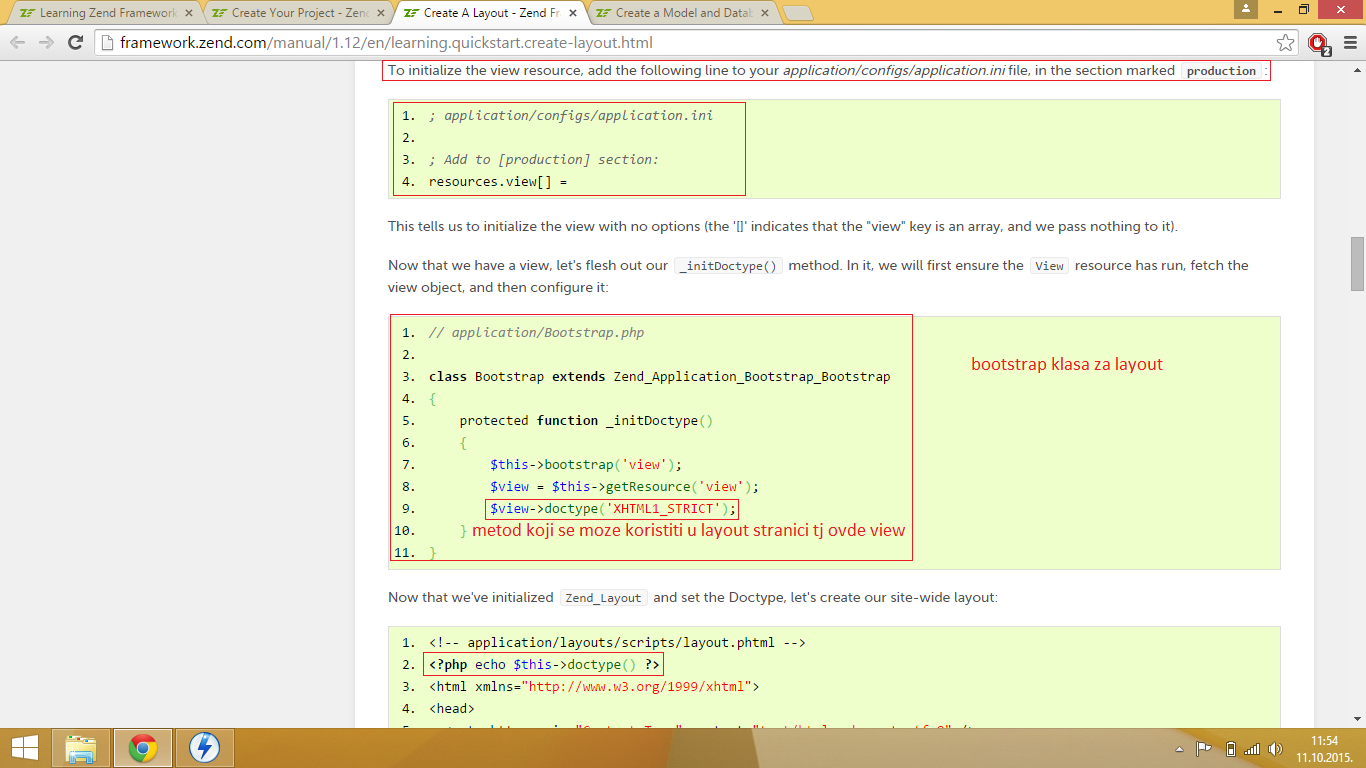 Learning Zend Framework
Create Your Project - Zend
Create A Layout - Zend Fr
Create a Model and Datab
framework.zend.com/manual/1.12/en/learning.quickstart.create-layout.html
2
To initialize the view resource, add the following line to your application/configs/application.ini file, in the section marked production :
1. ; application/configs/application.ini
2.
3. ; Add to [production] section:
4. resources.view[] =
This tells us to initialize the view with no options (the '[]' indicates that the "view" key is an array, and we pass nothing to it).
Now that we have a view, let's flesh out our _initDoctype() method. In it, we will first ensure the View resource has run, fetch the
view object, and then configure it:
1. // application/Bootstrap.php
2.
bootstrap klasa za layout
3. class Bootstrap extends Zend_Application_Bootstrap_Bootstrap
4. {
5. protected function _initDoctype()
6. {
7. $this->bootstrap('view');
8. $view = $this->getResource('view');
9. $view->doctype('XHTML1_STRICT');
10. } metod koji se moze koristiti u layout stranici tj ovde view
11. }
Now that we've initialized Zend_Layout and set the Doctype, let's create our site-wide layout:
1. <!-- application/layouts/scripts/layout.phtml -->
2. <?php echo $this->doctype() ?>
3. <html xmlns="http://www.w3.org/1999/xhtml">
4. <head>
11:54
11.10.2015.